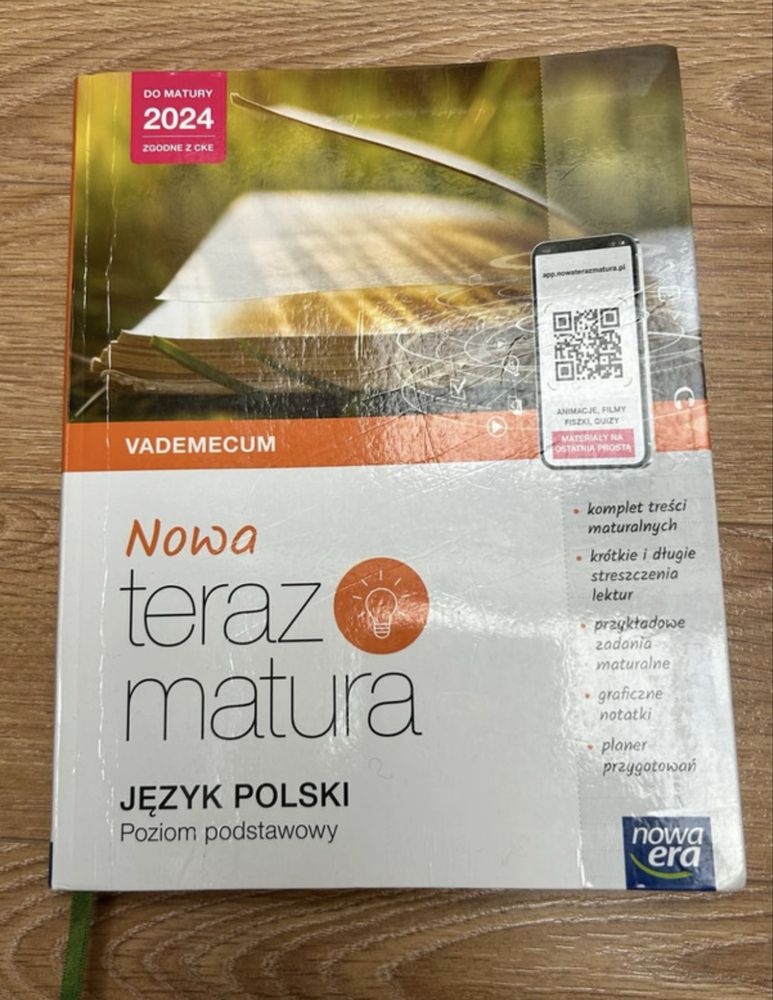 DO MATURY
2024
ZGODNE Z CKE
app.nowaterazmatura.pl
ANIMACJE, FILMY
FISZKI, QUIZY
MATERIAŁY NA
OSTATNIĄ PROSTĄ
VADEMECUM
Nowa
teraz
matura
JĘZYK POLSKI
Poziom podstawowy
• komplet treści
maturalnych
• krótkie i długie
streszczenia
lektur
• przykładowe
zadania
maturalne
• graficzne
notatki
• planer
przygotowań
nowa
era